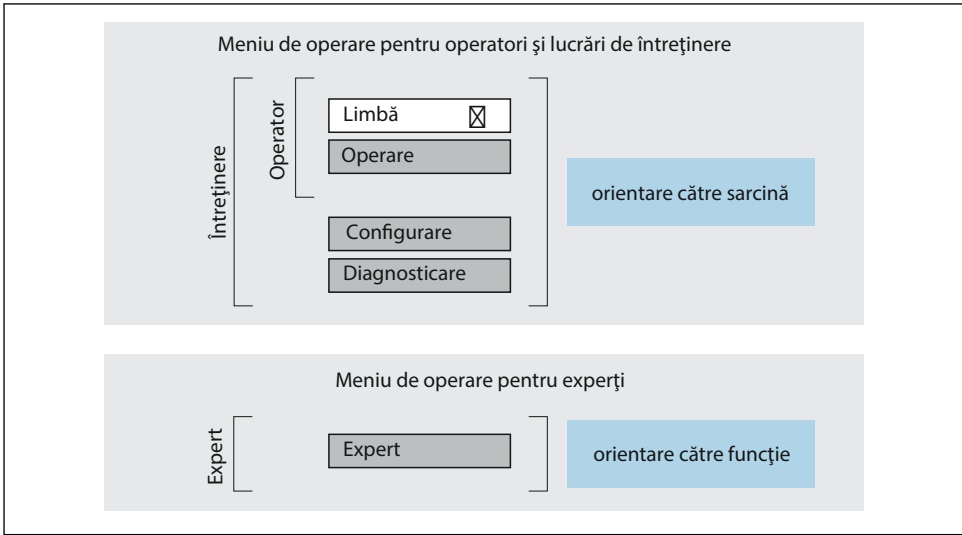 Meniu de operare pentru operatori şi lucrări de întreţinere
Întreţinere
Operator
Limbă
Operare
Configurare
Diagnosticare
orientare către sarcină
Meniu de operare pentru experţi
Expert
Expert
orientare către funcţie